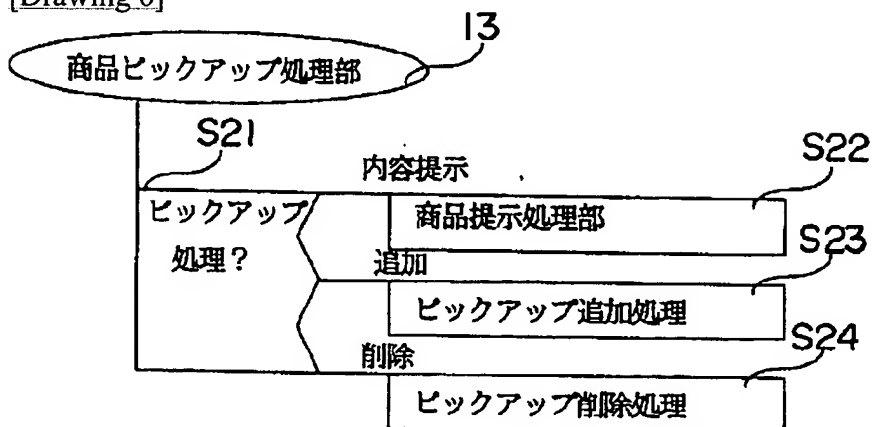 [Drawing 6]
13
商品ピックアップ処理部
S21
内容提示
S22
ピックアップ
処理?
商品提示処理部
S23
追加
ピックアップ追加処理
S24
削除
ピックアップ削除処理